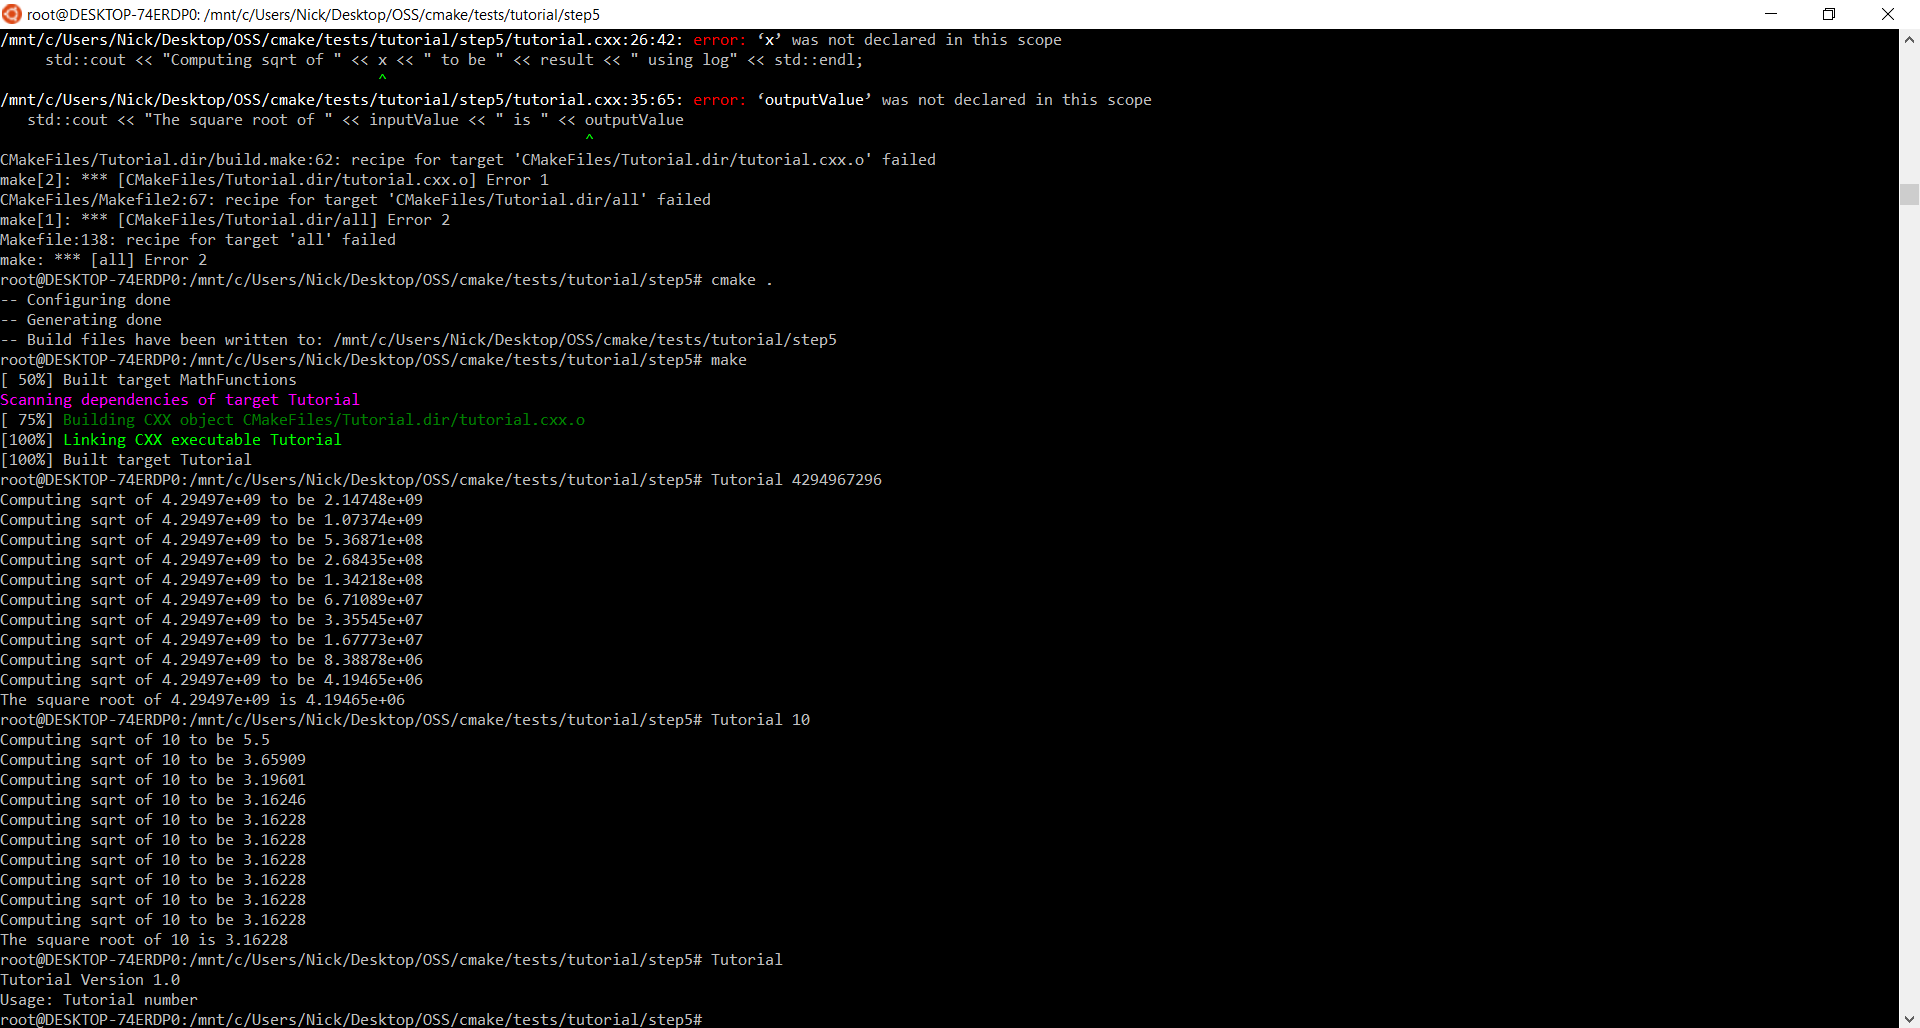 root@DESKTOP-74ERDP0: /mnt/c/Users/Nick/Desktop/OSS/cmake/tests/tutorial/step5
/mnt/c/Users/Nick/Desktop/OSS/cmake/tests/tutorial/step5/tutorial.cxx:26:42: error: ‘x’ was not declared in this scope
     std::cout << "Computing sqrt of " << x << " to be " << result << " using log" << std::endl;
                                          ^
/mnt/c/Users/Nick/Desktop/OSS/cmake/tests/tutorial/step5/tutorial.cxx:35:65: error: ‘outputValue’ was not declared in this scope
   std::cout << "The square root of " << inputValue << " is " << outputValue
                                                                 ^
CMakeFiles/Tutorial.dir/build.make:62: recipe for target 'CMakeFiles/Tutorial.dir/tutorial.cxx.o' failed
make[2]: *** [CMakeFiles/Tutorial.dir/tutorial.cxx.o] Error 1
CMakeFiles/Makefile2:67: recipe for target 'CMakeFiles/Tutorial.dir/all' failed
make[1]: *** [CMakeFiles/Tutorial.dir/all] Error 2
Makefile:138: recipe for target 'all' failed
make: *** [all] Error 2
root@DESKTOP-74ERDP0:/mnt/c/Users/Nick/Desktop/OSS/cmake/tests/tutorial/step5# cmake .
-- Configuring done
-- Generating done
-- Build files have been written to: /mnt/c/Users/Nick/Desktop/OSS/cmake/tests/tutorial/step5
root@DESKTOP-74ERDP0:/mnt/c/Users/Nick/Desktop/OSS/cmake/tests/tutorial/step5# make
[ 50%] Built target MathFunctions
Scanning dependencies of target Tutorial
[ 75%] Building CXX object CMakeFiles/Tutorial.dir/tutorial.cxx.o
[100%] Linking CXX executable Tutorial
[100%] Built target Tutorial
root@DESKTOP-74ERDP0:/mnt/c/Users/Nick/Desktop/OSS/cmake/tests/tutorial/step5# Tutorial 4294967296
Computing sqrt of 4.29497e+09 to be 2.14748e+09
Computing sqrt of 4.29497e+09 to be 1.07374e+09
Computing sqrt of 4.29497e+09 to be 5.36871e+08
Computing sqrt of 4.29497e+09 to be 2.68435e+08
Computing sqrt of 4.29497e+09 to be 1.34218e+08
Computing sqrt of 4.29497e+09 to be 6.71089e+07
Computing sqrt of 4.29497e+09 to be 3.35545e+07
Computing sqrt of 4.29497e+09 to be 1.67773e+07
Computing sqrt of 4.29497e+09 to be 8.38878e+06
Computing sqrt of 4.29497e+09 to be 4.19465e+06
The square root of 4.29497e+09 is 4.19465e+06
root@DESKTOP-74ERDP0:/mnt/c/Users/Nick/Desktop/OSS/cmake/tests/tutorial/step5# Tutorial 10
Computing sqrt of 10 to be 5.5
Computing sqrt of 10 to be 3.65909
Computing sqrt of 10 to be 3.19601
Computing sqrt of 10 to be 3.16246
Computing sqrt of 10 to be 3.16228
Computing sqrt of 10 to be 3.16228
Computing sqrt of 10 to be 3.16228
Computing sqrt of 10 to be 3.16228
Computing sqrt of 10 to be 3.16228
Computing sqrt of 10 to be 3.16228
The square root of 10 is 3.16228
root@DESKTOP-74ERDP0:/mnt/c/Users/Nick/Desktop/OSS/cmake/tests/tutorial/step5# Tutorial
Tutorial Version 1.0
Usage: Tutorial number
root@DESKTOP-74ERDP0:/mnt/c/Users/Nick/Desktop/OSS/cmake/tests/tutorial/step5#